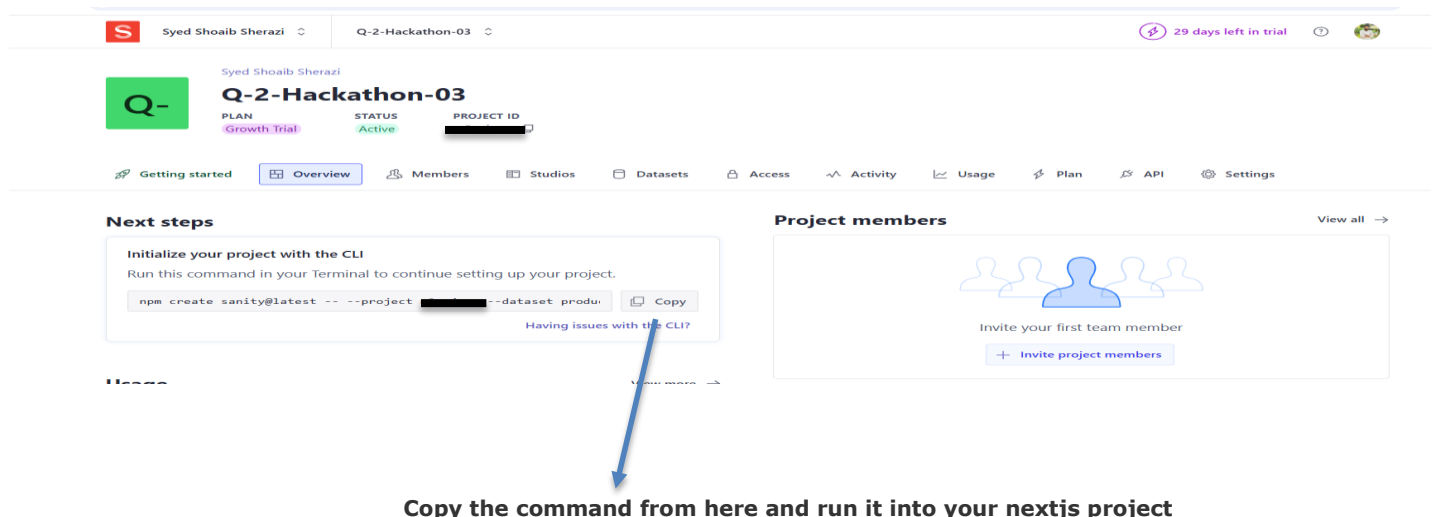 S Syed Shoaib Sherazi Q-2-Hackathon-03 29 days left in trial
Syed Shoaib Sherazi
Q- Q-2-Hackathon-03
PLAN STATUS PROJECT ID
Growth Trial Active
Getting started Overview Members Studios Datasets Access Activity Usage Plan API Settings
Next steps
Initialize your project with the CLI
Run this command in your Terminal to continue setting up your project.
npm create sanity@latest -- --project --dataset produ Copy
Having issues with the CLI?
Usage View more →
Project members View all →
Invite your first team member
+ Invite project members
Copy the command from here and run it into your nextjs project